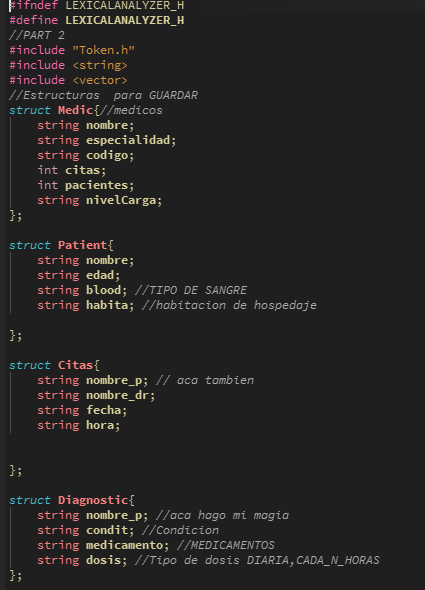 #ifndef LEXICALANALYZER_H
#define LEXICALANALYZER_H
//PART 2
#include "Token.h"
#include <string>
#include <vector>
//Estructuras  para GUARDAR
struct Medic{//medicos
    string nombre;
    string especialidad;
    string codigo;
    int citas;
    int pacientes;
    string nivelCarga;
};
struct Patient{
    string nombre;
    string edad;
    string blood; //TIPO DE SANGRE
    string habita; //habitacion de hospedaje
};
struct Citas{
    string nombre_p; // aca tambien
    string nombre_dr;
    string fecha;
    string hora;
};
struct Diagnostic{
    string nombre_p; //aca hago mi magia
    string condit; //Condicion
    string medicamento; //MEDICAMENTOS
    string dosis; //Tipo de dosis DIARIA,CADA_N_HORAS
};